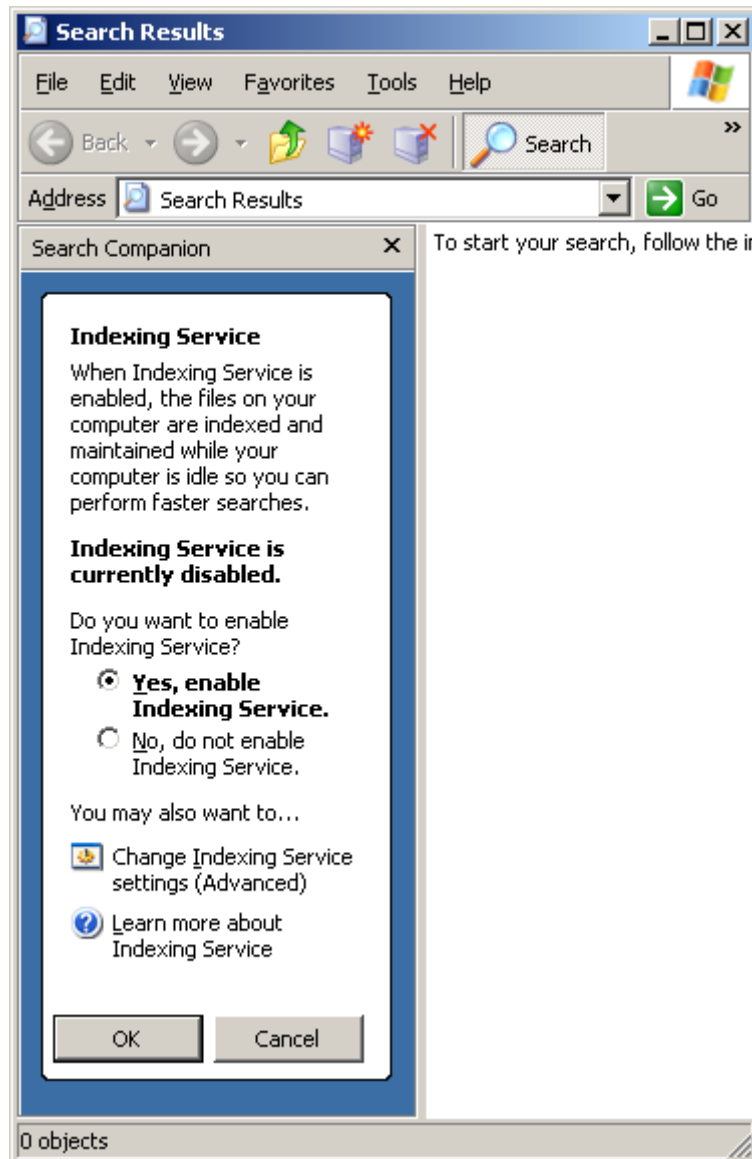 Search Results
File Edit View Favorites Tools Help
Back Search »
Address Search Results Go
Search Companion
To start your search, follow the
Indexing Service
When Indexing Service is
enabled, the files on your
computer are indexed and
maintained while your
computer is idle so you can
perform faster searches.
Indexing Service is
currently disabled.
Do you want to enable
Indexing Service?
Yes, enable
Indexing Service.
No, do not enable
Indexing Service.
You may also want to...
Change Indexing Service
settings (Advanced)
Learn more about
Indexing Service
OK Cancel
0 objects